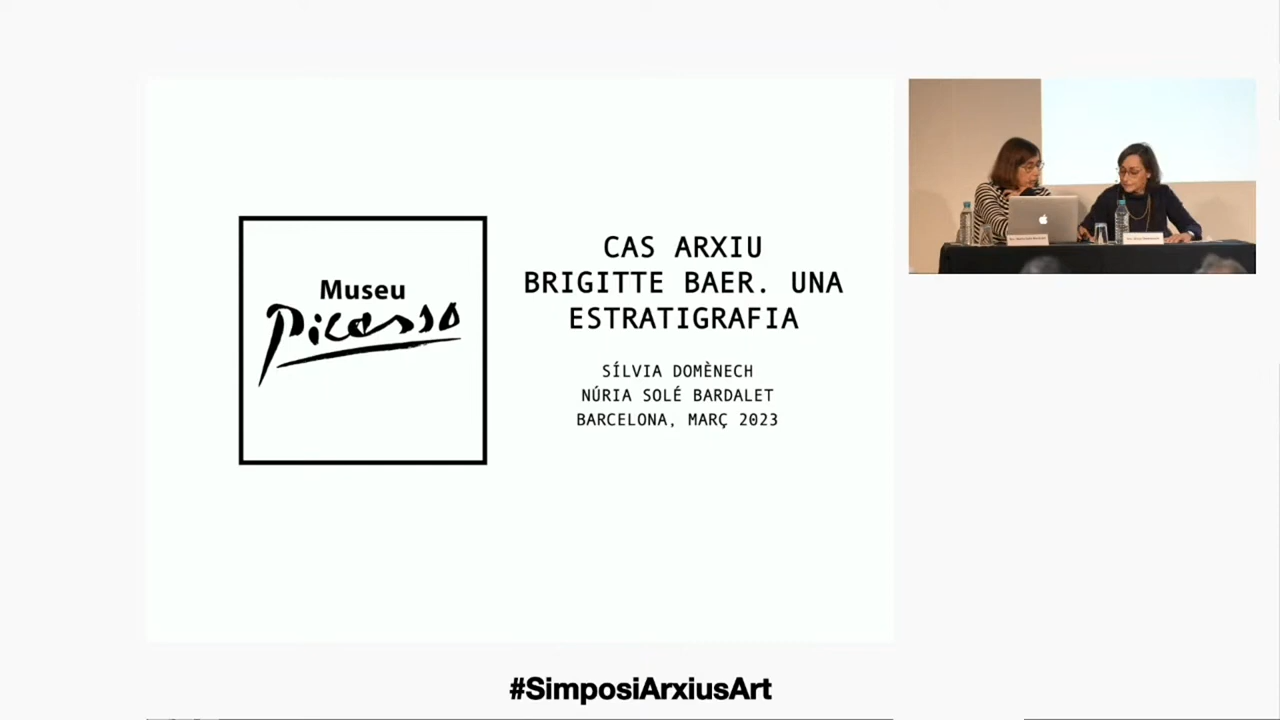 Museu
Picasso
CAS ARXIU
BRIGITTE BAER. UNA
ESTRATIGRAFIA
SÍLVIA DOMÈNECH
NÚRIA SOLÉ BARDALET
BARCELONA, MARÇ 2023
#SimposiArxiusArt